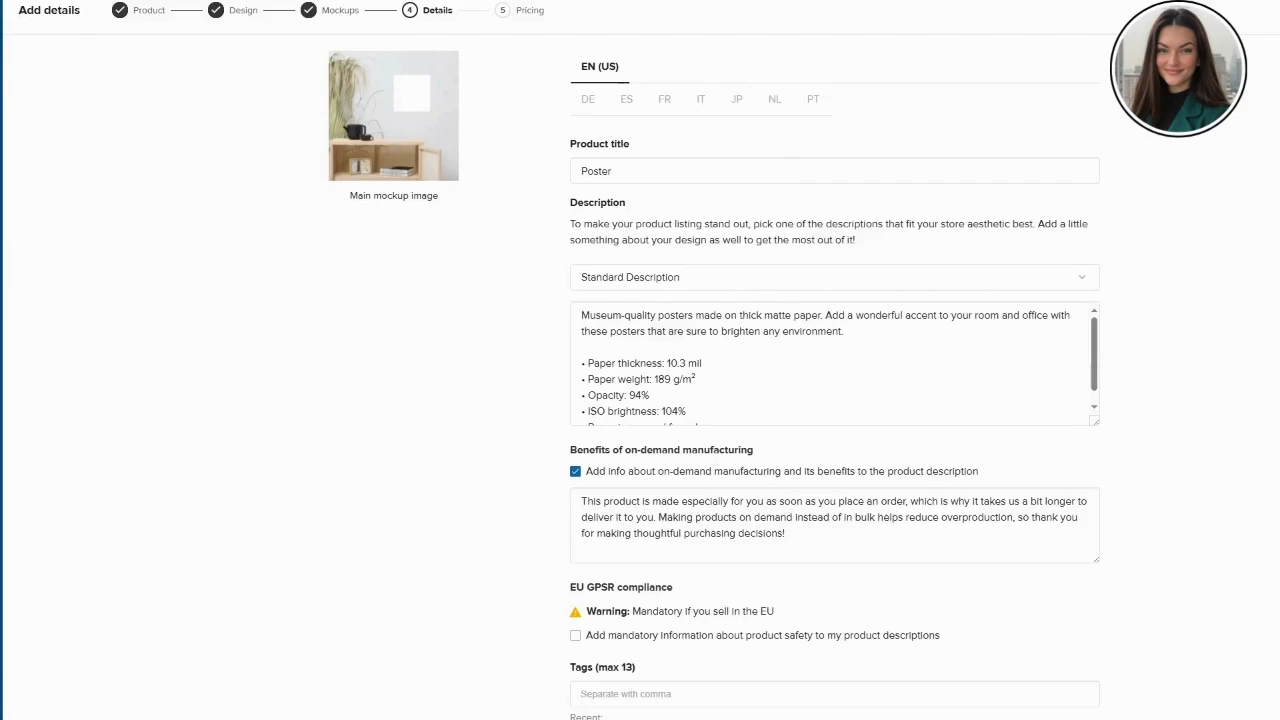 Add details
Product
Design
Mockups
4 Details
5 Pricing
Main mockup image
EN (US)
DE ES FR IT JP NL PT
Product title
Poster
Description
To make your product listing stand out, pick one of the descriptions that fit your store aesthetic best. Add a little
something about your design as well to get the most out of it!
Standard Description
Museum-quality posters made on thick matte paper. Add a wonderful accent to your room and office with
these posters that are sure to brighten any environment.
• Paper thickness: 10.3 mil
• Paper weight: 189 g/m²
• Opacity: 94%
• ISO brightness: 104%
Benefits of on-demand manufacturing
Add info about on-demand manufacturing and its benefits to the product description
This product is made especially for you as soon as you place an order, which is why it takes us a bit longer to
deliver it to you. Making products on demand instead of in bulk helps reduce overproduction, so thank you
for making thoughtful purchasing decisions!
EU GPSR compliance
Warning: Mandatory if you sell in the EU
Add mandatory information about product safety to my product descriptions
Tags (max 13)
Separate with comma
Recent: